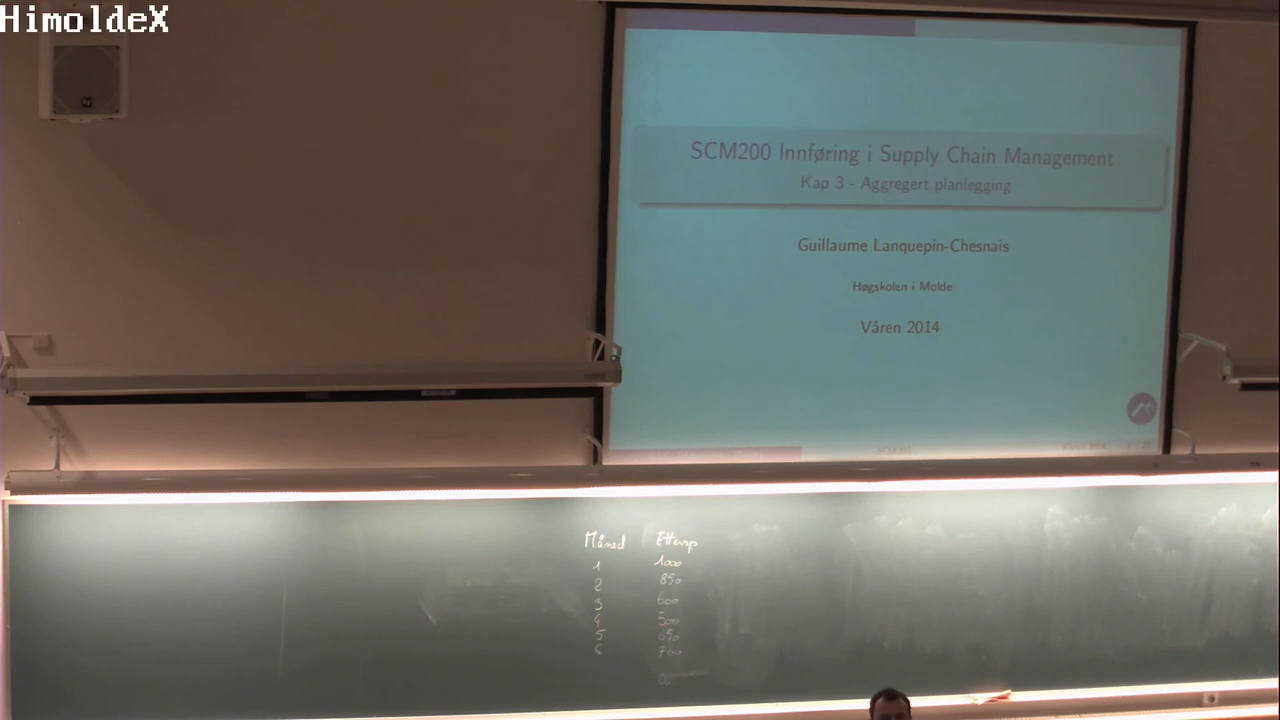 HimoldeX
SCM200 Innføring i Supply Chain Management
Kap 3 - Aggregert planlegging
Guillaume Lanquepin-Chesnais
Høgskolen i Molde
Våren 2014
SCM200
Måned Ettersp
1 1000
2 850
3 600
4 500
5 650
6 700